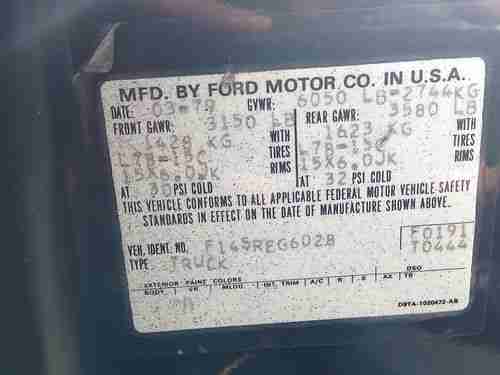 MFD. BY FORD MOTOR CO. IN U.S.A.
DATE: 03-79 GVWR: 6050 LB=2744KG
FRONT GAWR: 3150 LB REAR GAWR: 3580 LB
1428 KG WITH 1623 KG WITH
L78-15C TIRES L78-15C TIRES
15X6.0JK RIMS 15X6.0JK RIMS
AT 30 PSI COLD AT 32 PSI COLD
THIS VEHICLE CONFORMS TO ALL APPLICABLE FEDERAL MOTOR VEHICLE SAFETY
STANDARDS IN EFFECT ON THE DATE OF MANUFACTURE SHOWN ABOVE.
VEH. IDENT. NO. F14SREG6028 F0191
TYPE TRUCK T0444
EXTERIOR PAINT COLORS DSO
BODY VR MLDG INT. TRIM A/C R S AX TR
D9TA-1020472-AB